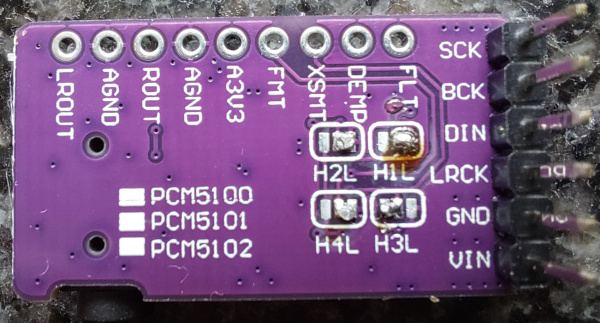 LROUT
AGND
ROUT
AGND
A3V3
FMT
XSMT
DEMP
FLT
SCK
BCK
DIN
LRCK
GND
VIN
H2L H1L
H4L H3L
PCM5100
PCM5101
PCM5102